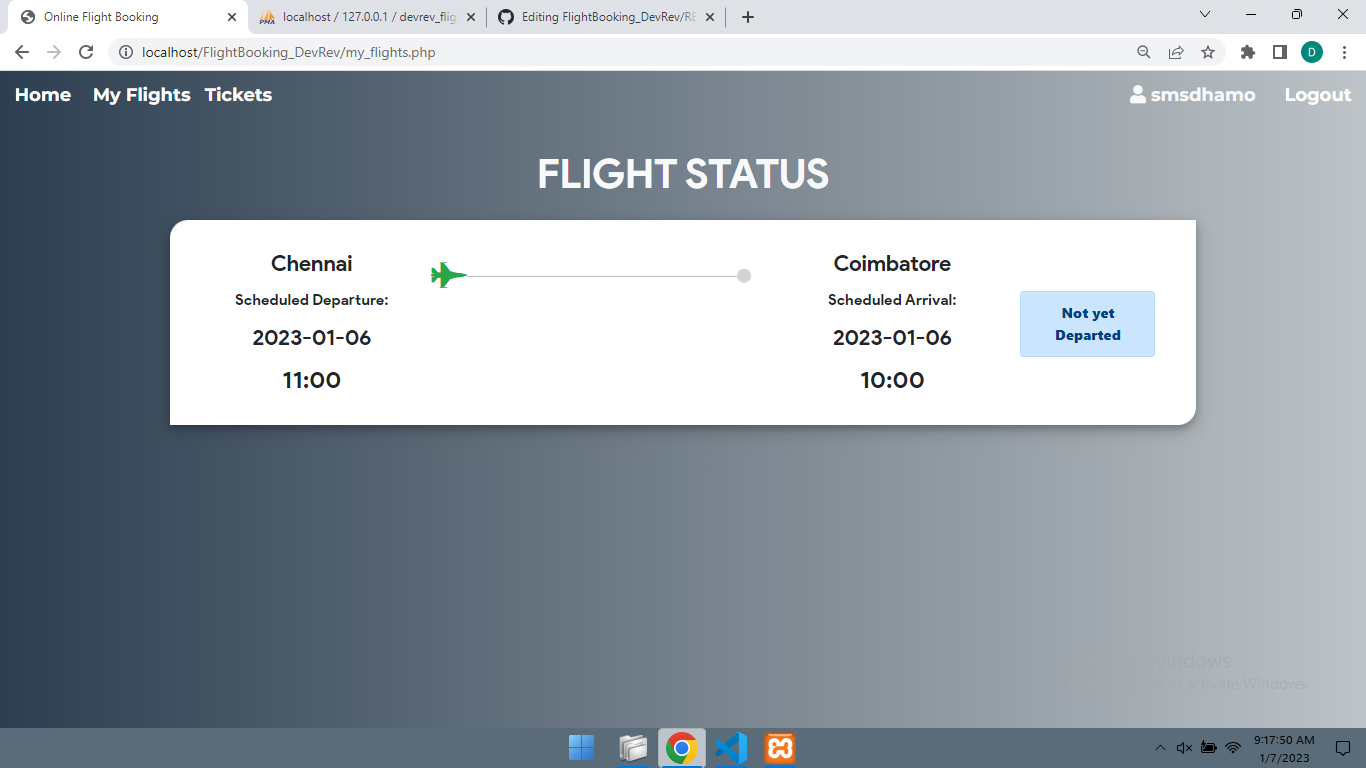 Online Flight Booking
PMA localhost / 127.0.0.1 / devrev_flig
Editing FlightBooking_DevRev/RE
localhost/FlightBooking_DevRev/my_flights.php
D
Home My Flights Tickets smsdhamo Logout
FLIGHT STATUS
Chennai Coimbatore
Scheduled Departure: Scheduled Arrival:
2023-01-06 2023-01-06
11:00 10:00
Not yet
Departed
Windows
to activate Windows.
9:17:50 AM
1/7/2023